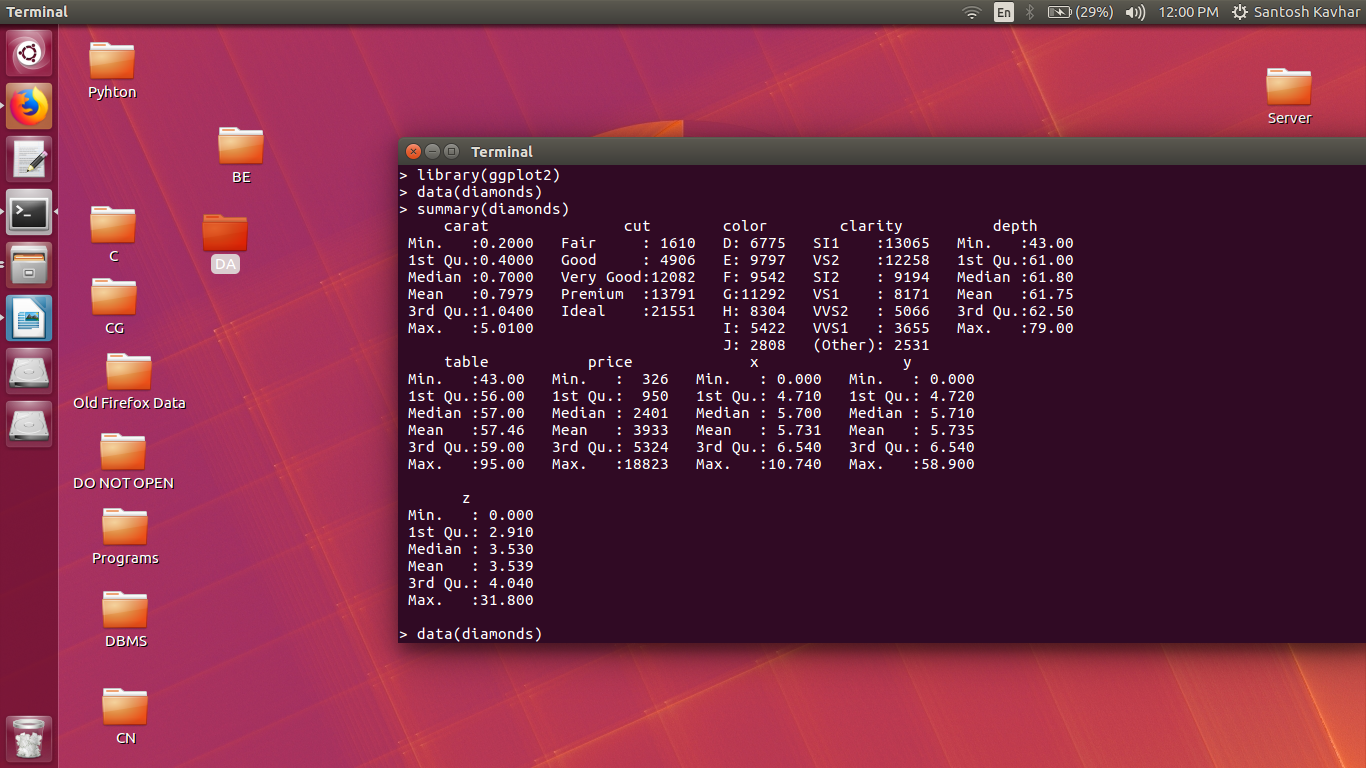 Terminal
En
(29%)
12:00 PM
Santosh Kavhar
Pyhton
Server
BE
C
DA
CG
Old Firefox Data
DO NOT OPEN
Programs
DBMS
CN
Terminal
> library(ggplot2)
> data(diamonds)
> summary(diamonds)
     carat               cut        color        clarity          depth
 Min.   :0.2000   Fair     : 1610   D: 6775   SI1    :13065   Min.   :43.00
 1st Qu.:0.4000   Good     : 4906   E: 9797   VS2    :12258   1st Qu.:61.00
 Median :0.7000   Very Good:12082   F: 9542   SI2    : 9194   Median :61.80
 Mean   :0.7979   Premium  :13791   G:11292   VS1    : 8171   Mean   :61.75
 3rd Qu.:1.0400   Ideal    :21551   H: 8304   VVS2   : 5066   3rd Qu.:62.50
 Max.   :5.0100                     I: 5422   VVS1   : 3655   Max.   :79.00
                                    J: 2808   (Other): 2531
     table           price             x                y
 Min.   :43.00   Min.   :  326   Min.   : 0.000   Min.   : 0.000
 1st Qu.:56.00   1st Qu.:  950   1st Qu.: 4.710   1st Qu.: 4.720
 Median :57.00   Median : 2401   Median : 5.700   Median : 5.710
 Mean   :57.46   Mean   : 3933   Mean   : 5.731   Mean   : 5.735
 3rd Qu.:59.00   3rd Qu.: 5324   3rd Qu.: 6.540   3rd Qu.: 6.540
 Max.   :95.00   Max.   :18823   Max.   :10.740   Max.   :58.900
       z
 Min.   : 0.000
 1st Qu.: 2.910
 Median : 3.530
 Mean   : 3.539
 3rd Qu.: 4.040
 Max.   :31.800
> data(diamonds)